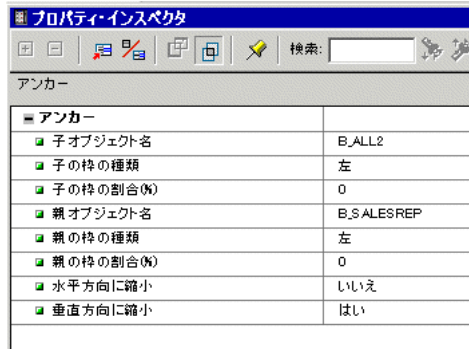 プロパティ・インスペクタ
検索:
アンカー
アンカー
子オブジェクト名 B_ALL2
子の枠の種類 左
子の枠の割合(%) 0
親オブジェクト名 B_SALESREP
親の枠の種類 左
親の枠の割合(%) 0
水平方向に縮小 いいえ
垂直方向に縮小 はい